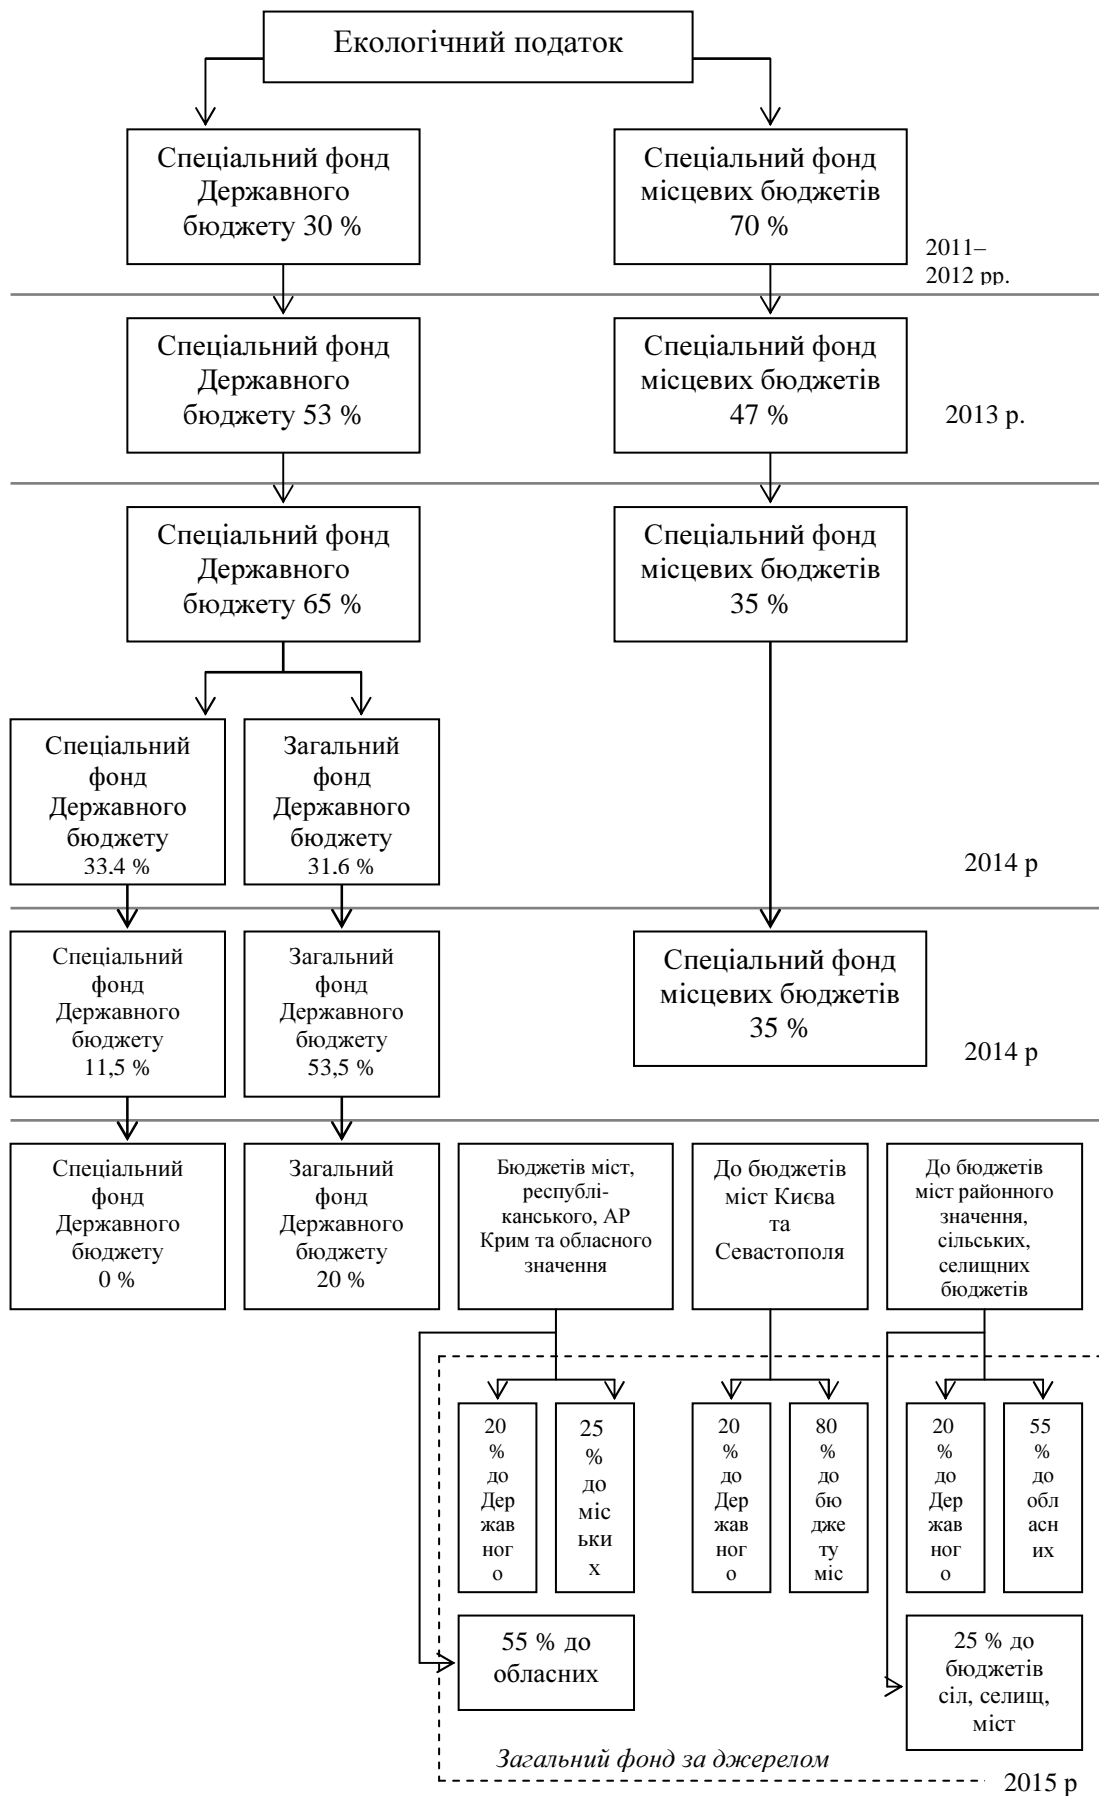 Екологічний податок
Спеціальний фонд
Державного
бюджету 30 %
Спеціальний фонд
місцевих бюджетів
70 %
2011–
2012 рр.
Спеціальний фонд
Державного
бюджету 53 %
Спеціальний фонд
місцевих бюджетів
47 %
2013 р.
Спеціальний фонд
Державного
бюджету 65 %
Спеціальний фонд
місцевих бюджетів
35 %
Спеціальний
фонд
Державного
бюджету
33,4 %
Загальний
фонд
Державного
бюджету
31,6 %
2014 р
Спеціальний
фонд
Державного
бюджету
11,5 %
Загальний
фонд
Державного
бюджету
53,5 %
Спеціальний фонд
місцевих бюджетів
35 %
2014 р
Спеціальний
фонд
Державного
бюджету
0 %
Загальний
фонд
Державного
бюджету
20 %
Бюджетів міст,
республі-
канського, АР
Крим та обласного
значення
До бюджетів
міст Києва
та
Севастополя
До бюджетів
міст районного
значення,
сільських,
селищних
бюджетів
20
% 
до
Дер
жав
ног
о
25
%
до
міс
ьки
х
20
%
до
Дер
жав
ног
о
80
%
до
бю
дже
ту
міс
20
%
до
Дер
жав
ног
о
55
%
до
обл
асн
их
55 % до
обласних
25 % до
бюджетів
сіл, селищ,
міст
Загальний фонд за джерелом
2015 р